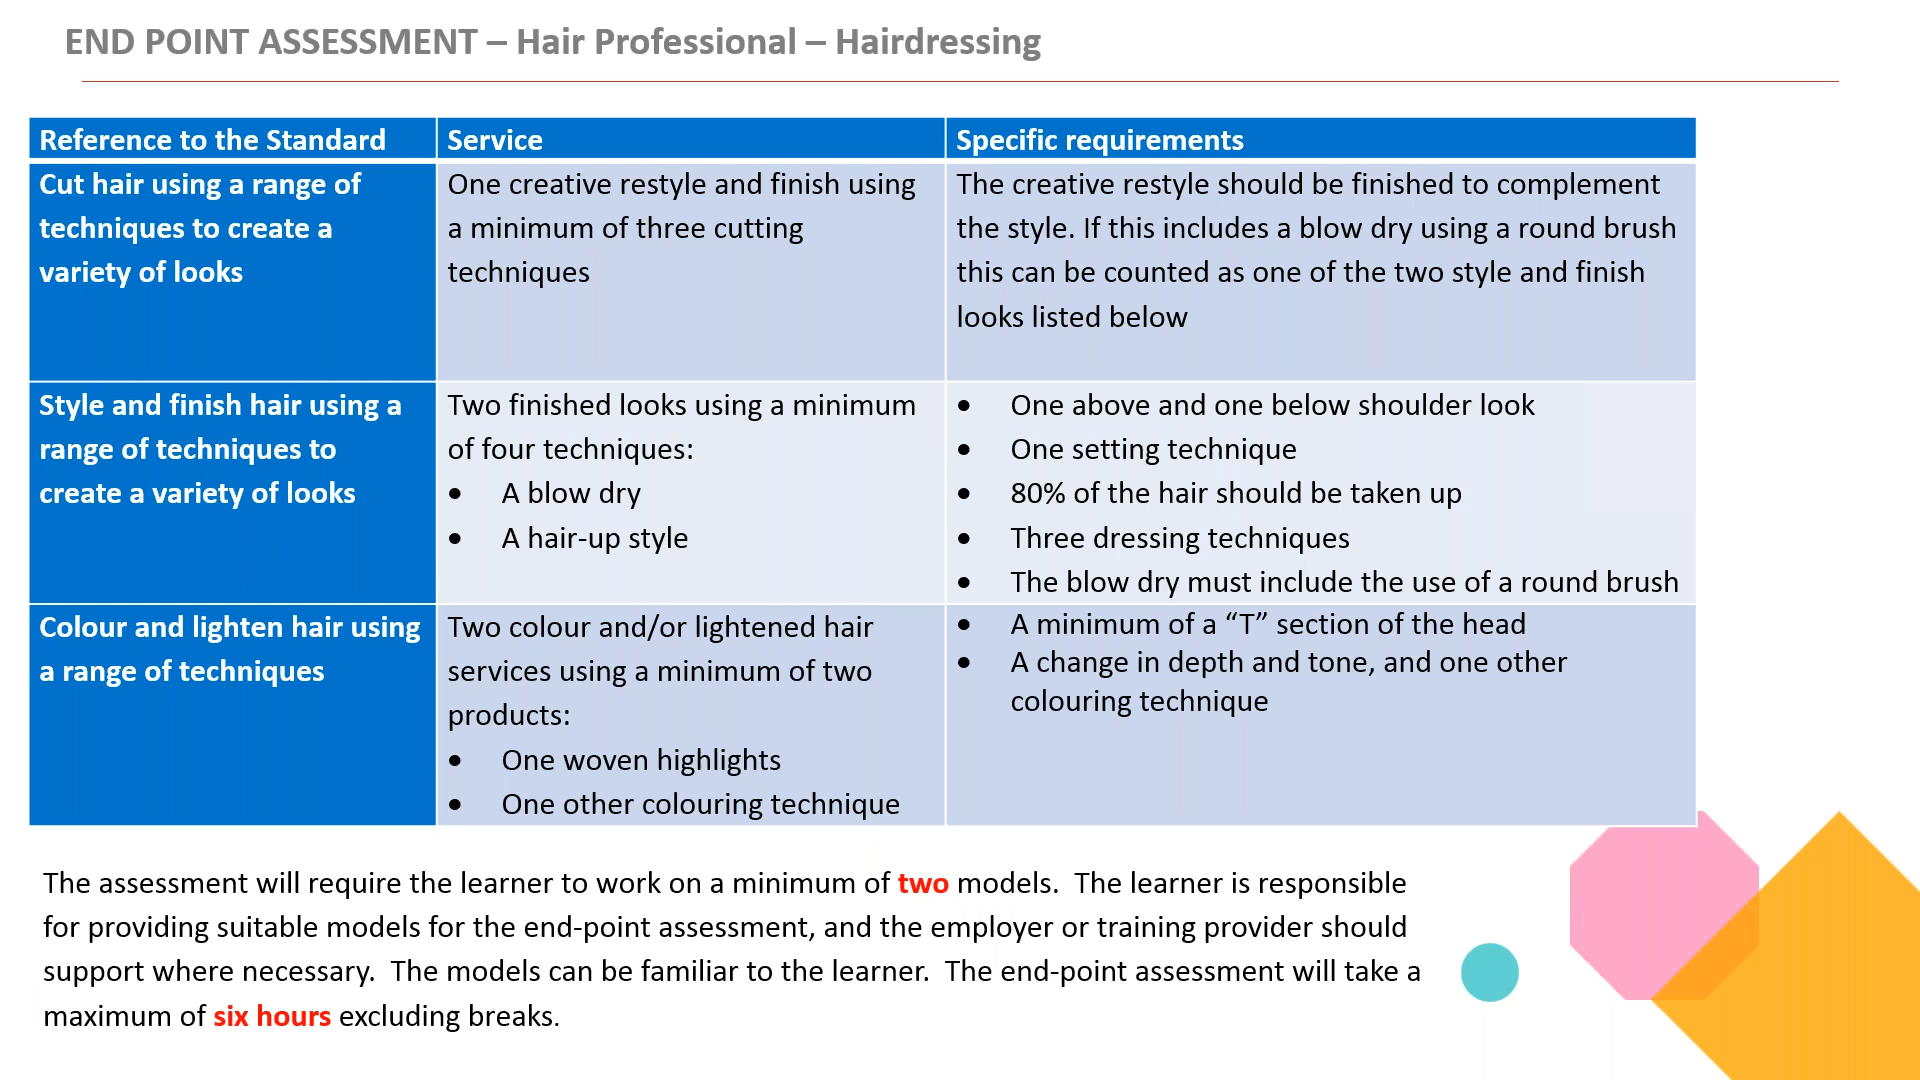 END POINT ASSESSMENT – Hair Professional – Hairdressing
Reference to the Standard
Service
Specific requirements
Cut hair using a range of
techniques to create a
variety of looks
One creative restyle and finish using
a minimum of three cutting
techniques
The creative restyle should be finished to complement
the style. If this includes a blow dry using a round brush
this can be counted as one of the two style and finish
looks listed below
Style and finish hair using a
range of techniques to
create a variety of looks
Two finished looks using a minimum
of four techniques:
• A blow dry
• A hair-up style
• One above and one below shoulder look
• One setting technique
• 80% of the hair should be taken up
• Three dressing techniques
• The blow dry must include the use of a round brush
Colour and lighten hair using
a range of techniques
Two colour and/or lightened hair
services using a minimum of two
products:
• One woven highlights
• One other colouring technique
• A minimum of a “T” section of the head
• A change in depth and tone, and one other
colouring technique
The assessment will require the learner to work on a minimum of two models.  The learner is responsible
for providing suitable models for the end-point assessment, and the employer or training provider should
support where necessary.  The models can be familiar to the learner.  The end-point assessment will take a
maximum of six hours excluding breaks.